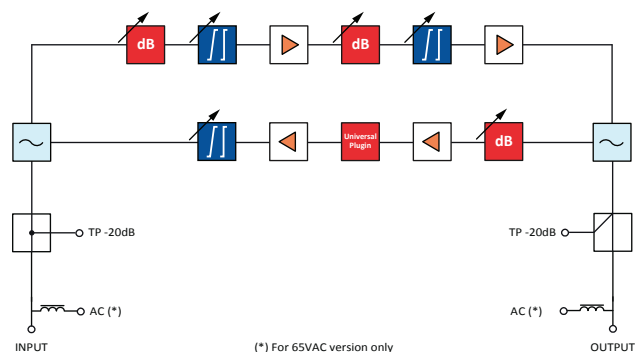 dB
dB
Universal
Plugin
dB
TP -20dB
TP -20dB
AC (*)
AC (*)
INPUT
(*) For 65VAC version only
OUTPUT